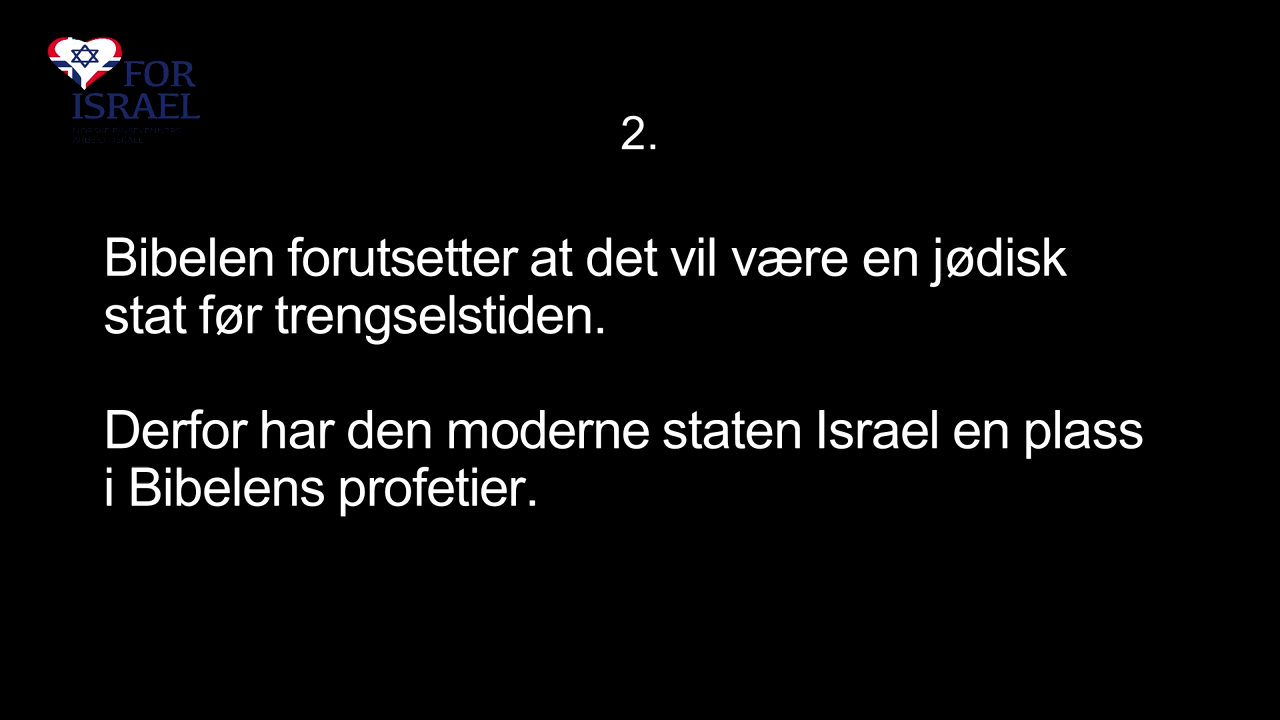 FOR
ISRAEL
2.
Bibelen forutsetter at det vil være en jødisk
stat før trengselstiden.
Derfor har den moderne staten Israel en plass
i Bibelens profetier.